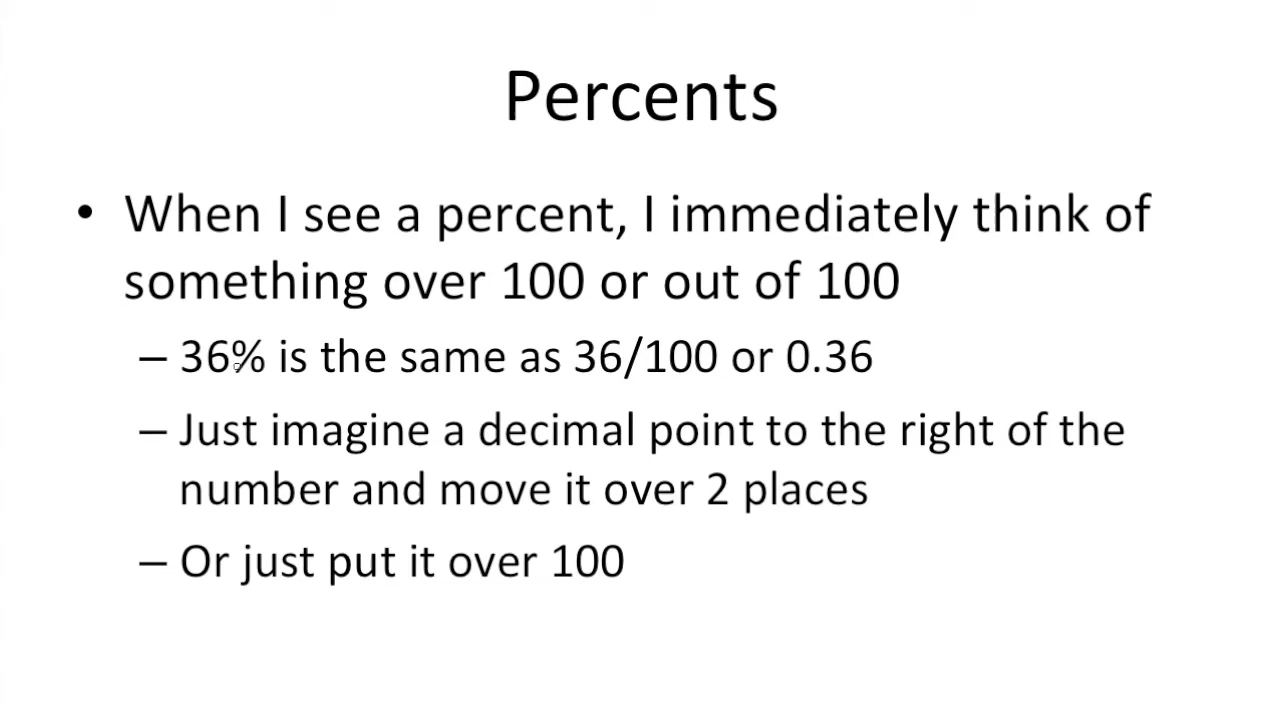 Percents
• When I see a percent, I immediately think of
something over 100 or out of 100
– 36% is the same as 36/100 or 0.36
– Just imagine a decimal point to the right of the
number and move it over 2 places
– Or just put it over 100